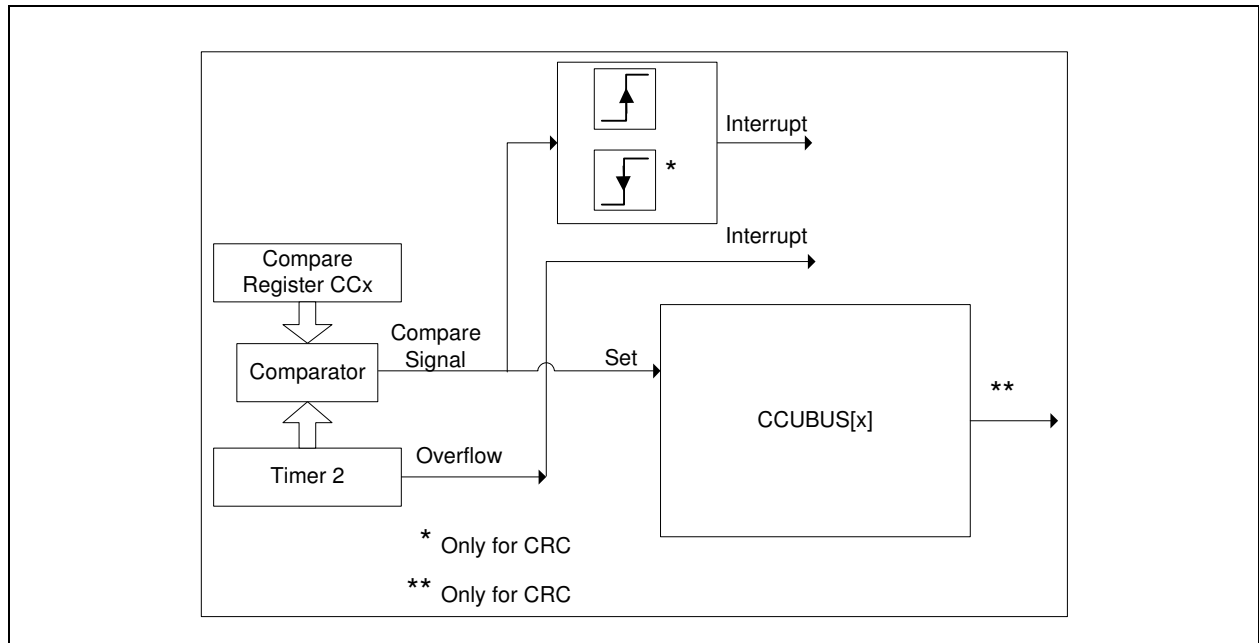 *
Interrupt
Interrupt
Compare
Register CCx
Compare
Signal
Comparator
Set
**
CCUBUS[x]
Overflow
Timer 2
* Only for CRC
** Only for CRC